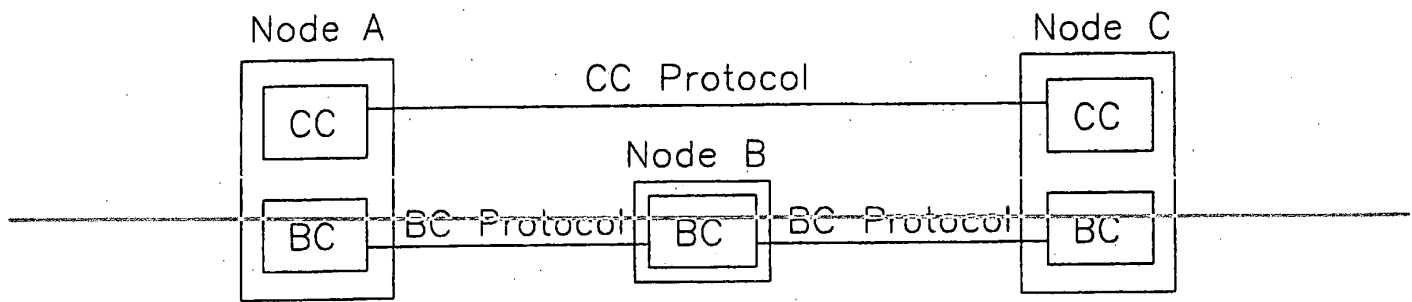 Node A
Node C
CC Protocol
CC
CC
Node B
BC
BC Protocol
BC
BC Protocol
BC